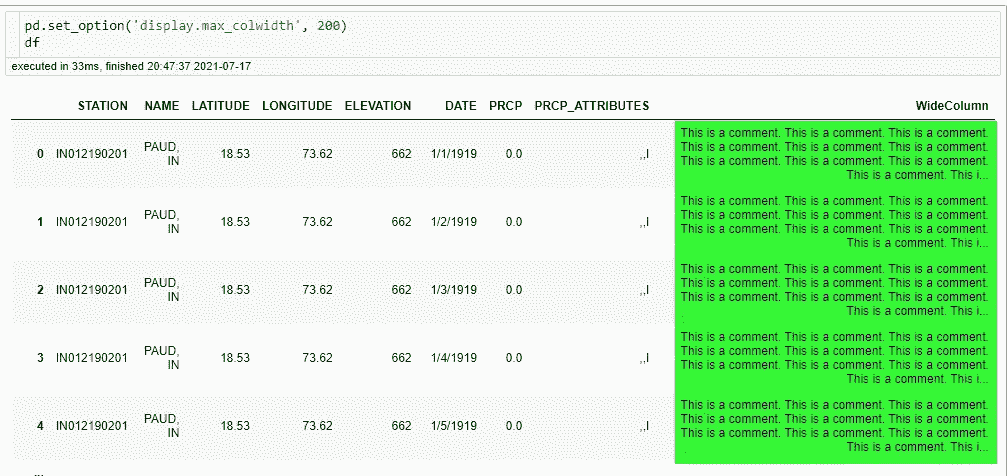 pd.set_option('display.max_colwidth', 200)
df
executed in 33ms, finished 20:47:37 2021-07-17
STATION NAME LATITUDE LONGITUDE ELEVATION DATE PRCP PRCP_ATTRIBUTES WideColumn
0 IN012190201 PAUD, IN 18.53 73.62 662 1/1/1919 0.0 ,,I This is a comment. This is a comment. This is a comment.
This is a comment. This is a comment. This is a comment.
This is a comment. This is a comment. This is a comment.
This is a comment. This i...
1 IN012190201 PAUD, IN 18.53 73.62 662 1/2/1919 0.0 ,,I This is a comment. This is a comment. This is a comment.
This is a comment. This is a comment. This is a comment.
This is a comment. This is a comment. This is a comment.
This is a comment. This i...
2 IN012190201 PAUD, IN 18.53 73.62 662 1/3/1919 0.0 ,,I This is a comment. This is a comment. This is a comment.
This is a comment. This is a comment. This is a comment.
This is a comment. This is a comment. This is a comment.
This is a comment. This i...
3 IN012190201 PAUD, IN 18.53 73.62 662 1/4/1919 0.0 ,,I This is a comment. This is a comment. This is a comment.
This is a comment. This is a comment. This is a comment.
This is a comment. This is a comment. This is a comment.
This is a comment. This i...
4 IN012190201 PAUD, IN 18.53 73.62 662 1/5/1919 0.0 ,,I This is a comment. This is a comment. This is a comment.
This is a comment. This is a comment. This is a comment.
This is a comment. This is a comment. This is a comment.
This is a comment. This i...